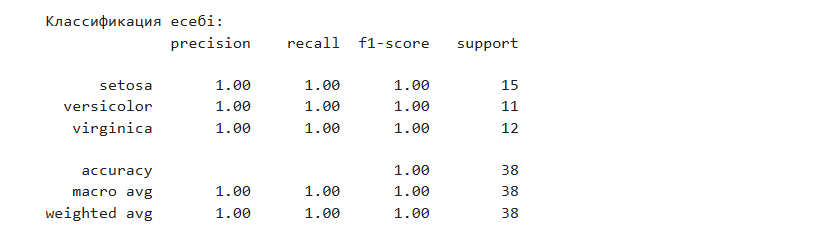 Классификация есебі:
precision recall f1-score support
setosa 1.00 1.00 1.00 15
versicolor 1.00 1.00 1.00 11
virginica 1.00 1.00 1.00 12
accuracy 1.00 38
macro avg 1.00 1.00 1.00 38
weighted avg 1.00 1.00 1.00 38